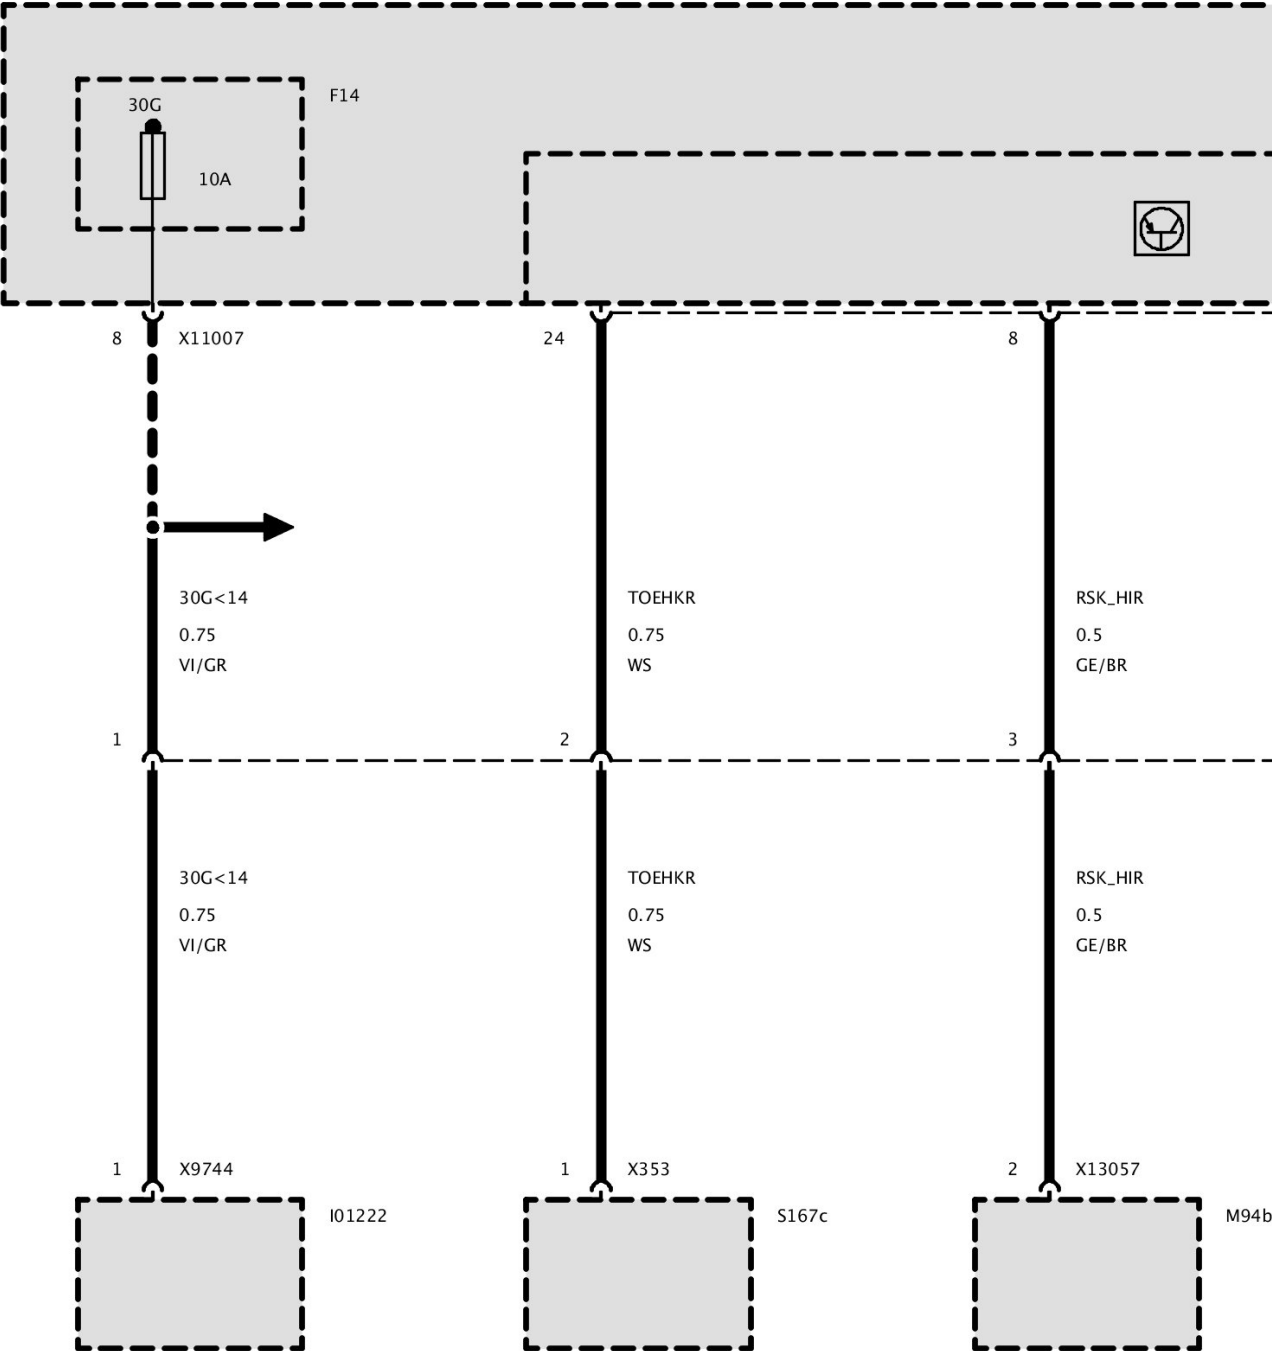 F14
30G
10A
8 X11007 24 8
30G<14 TOEHKR RSK_HIR
0.75 0.75 0.5
VI/GR WS GE/BR
1 2 3
30G<14 TOEHKR RSK_HIR
0.75 0.75 0.5
VI/GR WS GE/BR
1 X9744 1 X353 2 X13057
I01222 S167c M94b